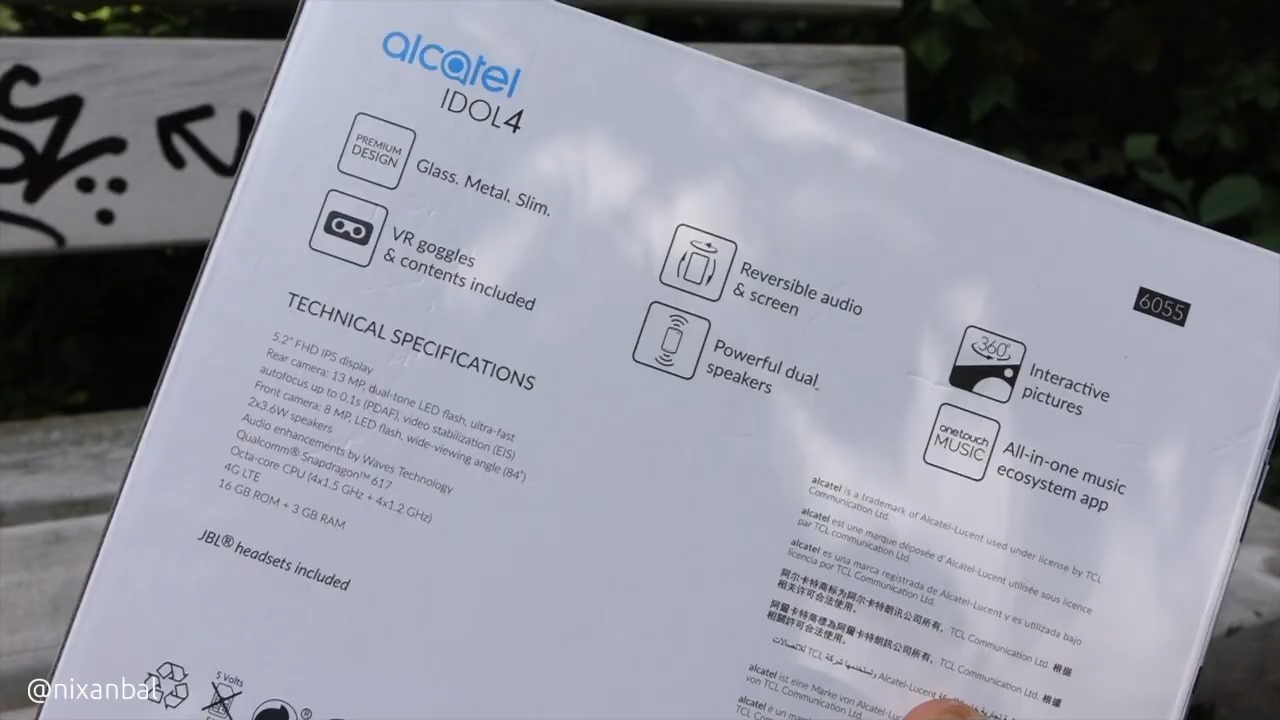 alcatel
IDOL4
PREMIUM
DESIGN
Glass. Metal. Slim.
VR goggles
& contents included
Reversible audio
& screen
Powerful dual
speakers
6055
360°
Interactive
pictures
onetouch
MUSIC
All-in-one music
ecosystem app
TECHNICAL SPECIFICATIONS
5.2" FHD IPS display
Rear camera: 13 MP, dual-tone LED flash, ultra-fast
autofocus up to 0.1s (PDAF), video stabilization (EIS)
Front camera: 8 MP, LED flash, wide-viewing angle (84°)
2x3.6W speakers
Audio enhancements by Waves Technology
Qualcomm® Snapdragon™ 617
Octa-core CPU (4x1.5 GHz + 4x1.2 GHz)
4G LTE
16 GB ROM + 3 GB RAM
JBL® headsets included
alcatel is a trademark of Alcatel-Lucent used under license by TCL
Communication Ltd.
alcatel est une marque déposée d'Alcatel-Lucent utilisée sous licence
par TCL communication Ltd.
alcatel es una marca registrada de Alcatel-Lucent y es utilizada bajo
licencia por TCL Communication Ltd.
阿尔卡特商标为阿尔卡特朗讯公司所有，TCL Communication Ltd. 根据
相关许可合法使用。
阿爾卡特商標為阿爾卡特朗訊公司所有，TCL Communication Ltd. 根據
相關許可合法使用。
Alcatel-Lucent وتستخدمها شركة TCL للاتصالات
alcatel ist eine Marke von Alcatel-Luc
von TCL Communication Ltd.
alcatel è un mar
TCL Com
5 Volts
®
@nixanbal